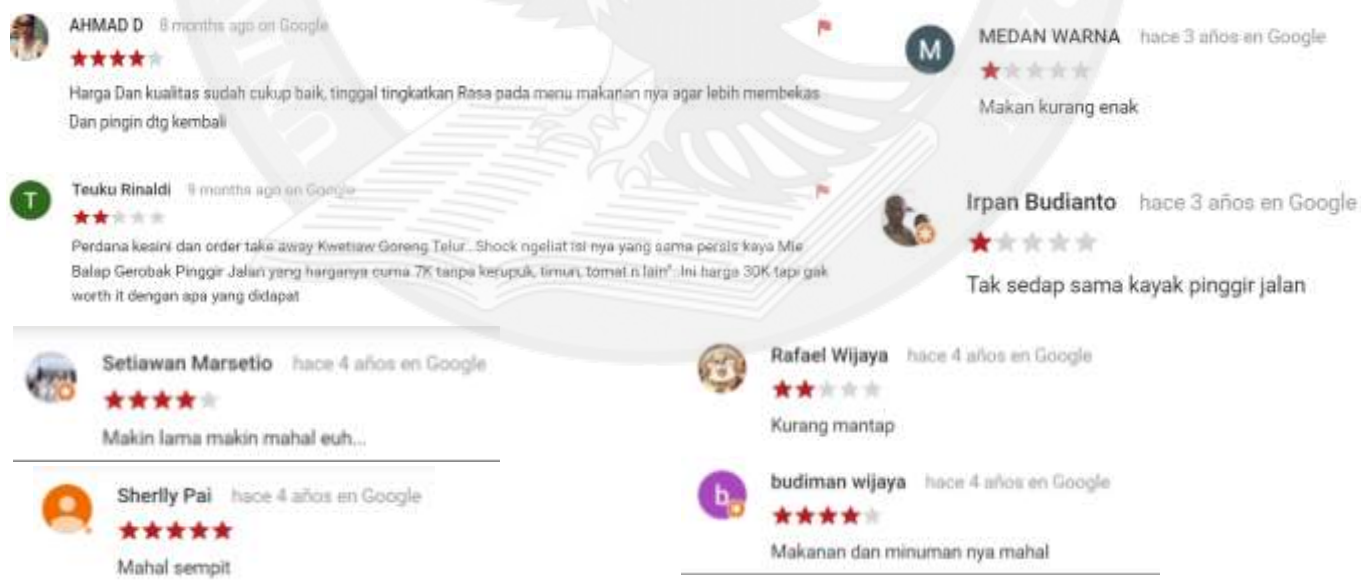 AHMAD D 8 months ago on Google
Harga Dan kualitas sudah cukup baik, tinggal tingkatkan Rasa pada menu makanan nya agar lebih membekas
Dan pingin dtg kembali
T
Teuku Rinaldi 9 months ago on Google
Perdana kesini dan order take away Kwetiaw Goreng Telur.. Shock ngeliat isi nya yang sama persis kaya Mie
Balap Gerobak Pinggir Jalan yang harganya cuma 7K tanpa kerupuk, timun, tomat n lain".. Ini harga 30K tapi gak
worth it dengan apa yang didapat
Setiawan Marsetio hace 4 años en Google
Makin lama makin mahal euh...
Sherlly Pai hace 4 años en Google
Mahal sempit
M
MEDAN WARNA hace 3 años en Google
Makan kurang enak
Irpan Budianto hace 3 años en Google
Tak sedap sama kayak pinggir jalan
Rafael Wijaya hace 4 años en Google
Kurang mantap
b
budiman wijaya hace 4 años en Google
Makanan dan minuman nya mahal